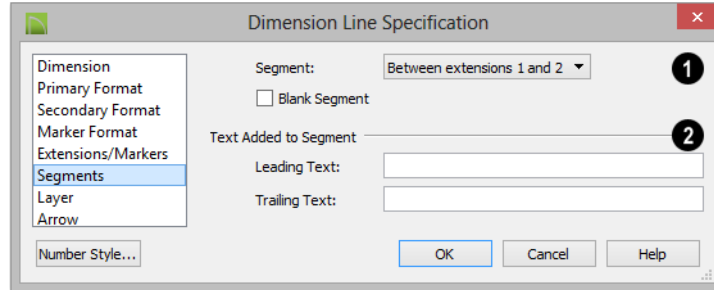 Dimension Line Specification
×
Dimension
Primary Format
Secondary Format
Marker Format
Extensions/Markers
Segments
Layer
Arrow
Number Style...
Segment: Between extensions 1 and 2
1
Blank Segment
Text Added to Segment
2
Leading Text:
Trailing Text:
OK Cancel Help